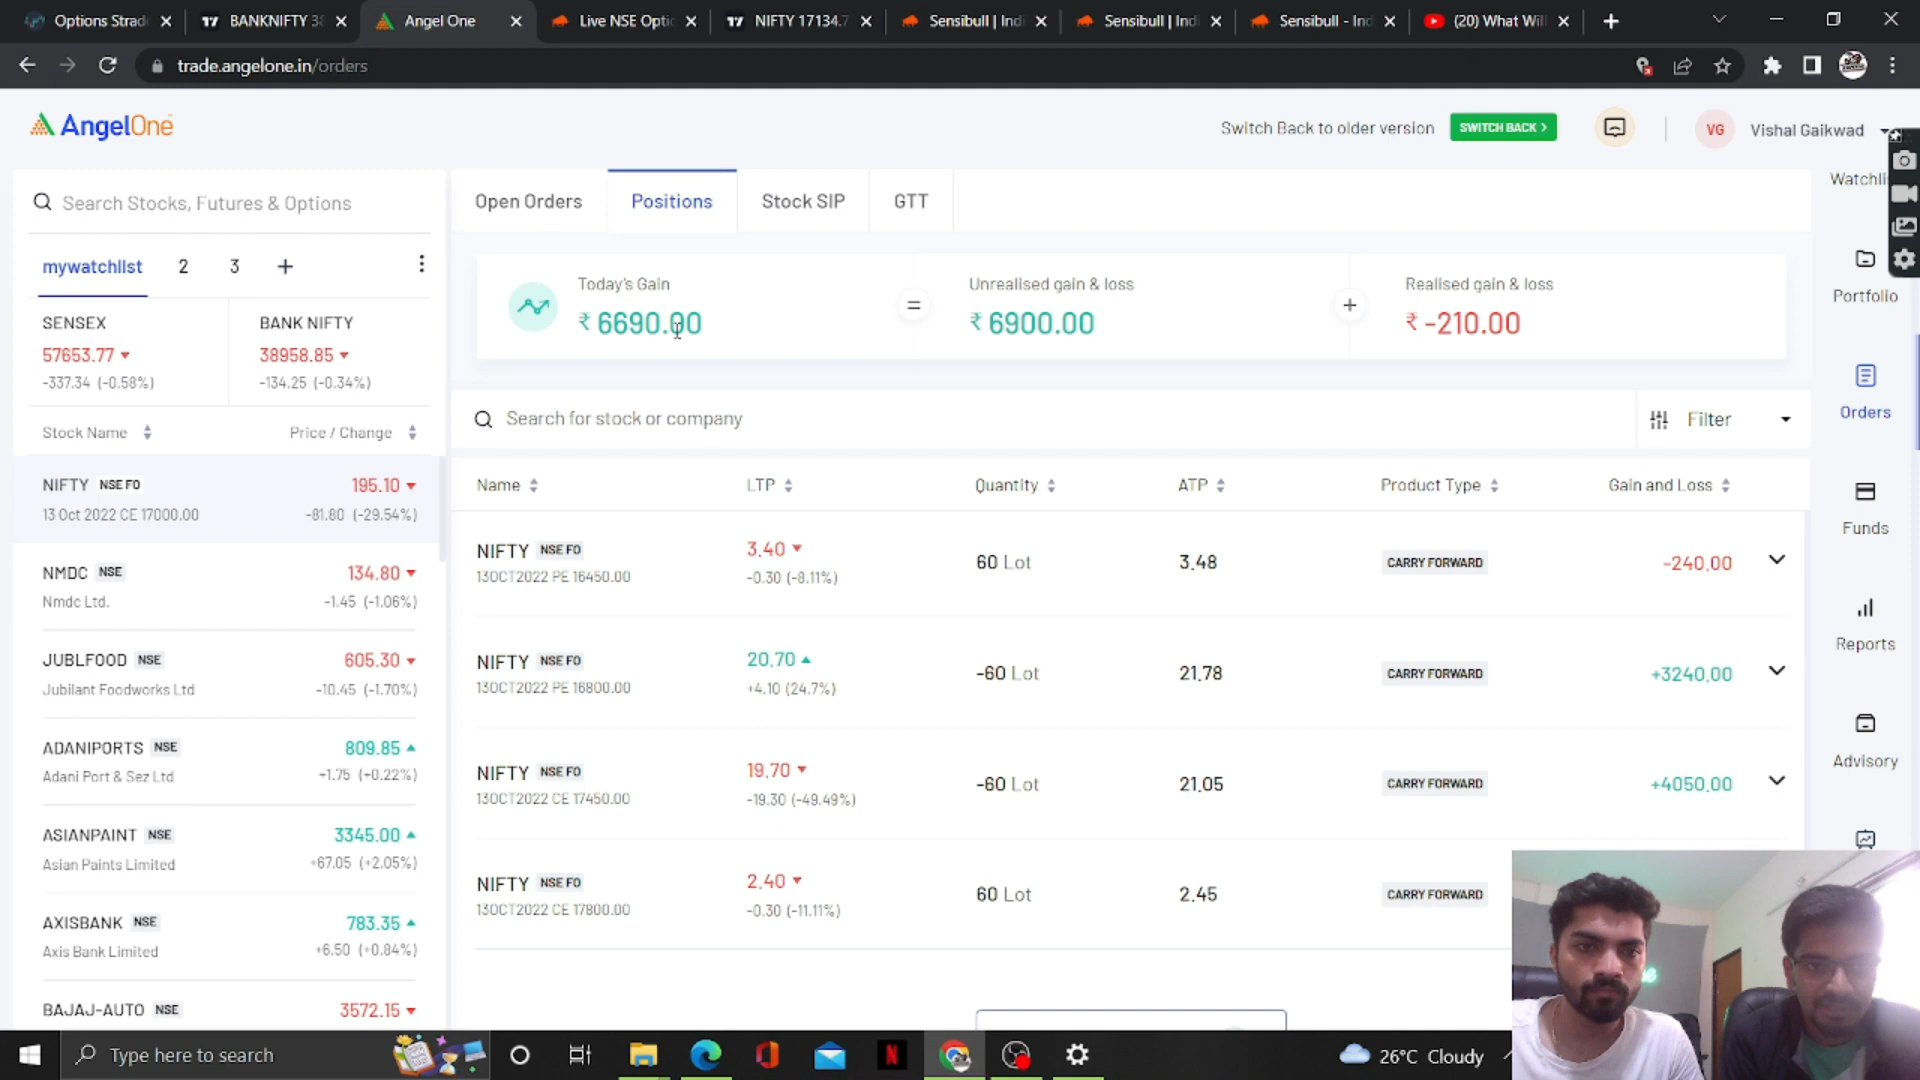 Options Strad
BANKNIFTY 38
Angel One
Live NSE Optio
NIFTY 17134.7
Sensibull | Indi
Sensibull | Indi
Sensibull - Ind
(20) What Will
trade.angelone.in/orders
AngelOne
Switch Back to older version
SWITCH BACK >
VG
Vishal Gaikwad
Search Stocks, Futures & Options
Open Orders
Positions
Stock SIP
GTT
mywatchlist
2
3
+
Today's Gain
₹ 6690.00
=
Unrealised gain & loss
₹ 6900.00
+
Realised gain & loss
₹ -210.00
SENSEX
57653.77
-337.34 (-0.58%)
BANK NIFTY
38958.85
-134.25 (-0.34%)
Search for stock or company
Filter
Stock Name
Price / Change
NIFTY NSE FO 195.10
13 Oct 2022 CE 17000.00 -81.80 (-29.54%)
NMDC NSE 134.80
Nmdc Ltd. -1.45 (-1.06%)
JUBLFOOD NSE 605.30
Jubilant Foodworks Ltd -10.45 (-1.70%)
ADANIPORTS NSE 809.85
Adani Port & Sez Ltd +1.75 (+0.22%)
ASIANPAINT NSE 3345.00
Asian Paints Limited +67.05 (+2.05%)
AXISBANK NSE 783.35
Axis Bank Limited +6.50 (+0.84%)
BAJAJ-AUTO NSE 3572.15
Name LTP Quantity ATP Product Type Gain and Loss
NIFTY NSE FO 3.40 60 Lot 3.48 CARRY FORWARD -240.00
13OCT2022 PE 16450.00 -0.30 (-8.11%)
NIFTY NSE FO 20.70 -60 Lot 21.78 CARRY FORWARD +3240.00
13OCT2022 PE 16800.00 +4.10 (24.7%)
NIFTY NSE FO 19.70 -60 Lot 21.05 CARRY FORWARD +4050.00
13OCT2022 CE 17450.00 -19.30 (-49.49%)
NIFTY NSE FO 2.40 60 Lot 2.45 CARRY FORWARD
13OCT2022 CE 17800.00 -0.30 (-11.11%)
Watchli
Portfolio
Orders
Funds
Reports
Advisory
Type here to search
26°C Cloudy